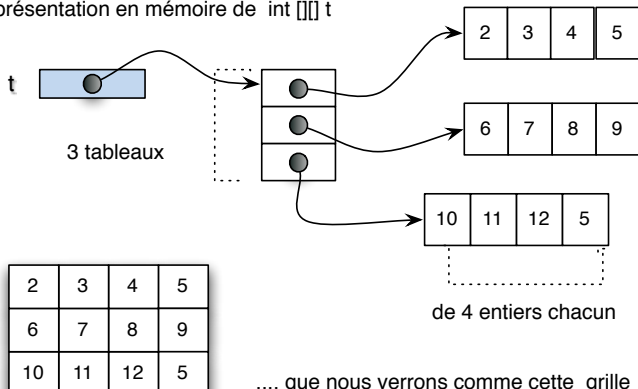 présentation en mémoire de int [][] t
2 3 4 5
t
3 tableaux
6 7 8 9
10 11 12 5
de 4 entiers chacun
2 3 4 5
6 7 8 9
10 11 12 5
.... que nous verrons comme cette grille